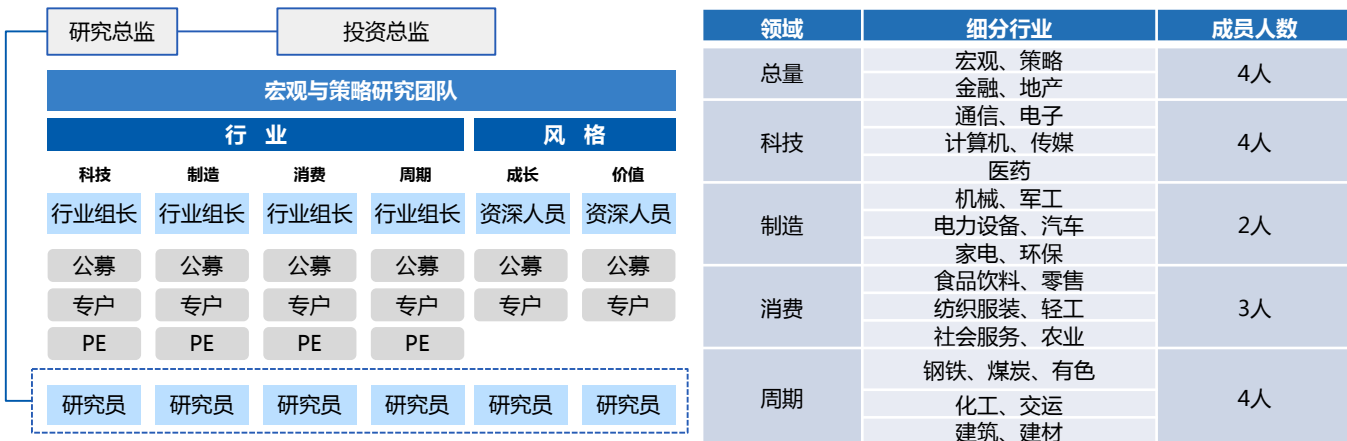 研究总监 投资总监
宏观与策略研究团队
行 业 风 格
科技 制造 消费 周期 成长 价值
行业组长 行业组长 行业组长 行业组长 资深人员 资深人员
公募 公募 公募 公募 公募 公募
专户 专户 专户 专户 专户 专户
PE PE PE PE
研究员 研究员 研究员 研究员 研究员 研究员
领域 细分行业 成员人数
总量 宏观、策略 4人
金融、地产
科技 通信、电子 4人
计算机、传媒
医药
制造 机械、军工 2人
电力设备、汽车
家电、环保
消费 食品饮料、零售 3人
纺织服装、轻工
社会服务、农业
周期 钢铁、煤炭、有色 4人
化工、交运
建筑、建材